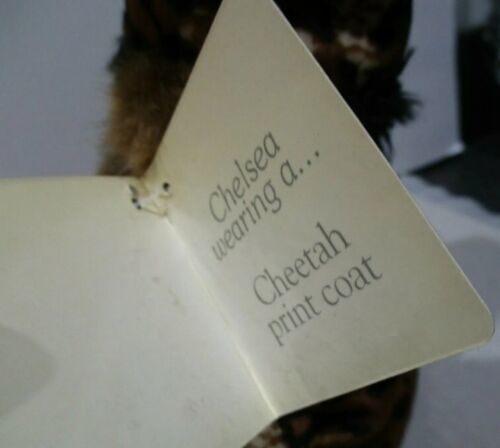 Chelsea
wearing a...
Cheetah
print coat